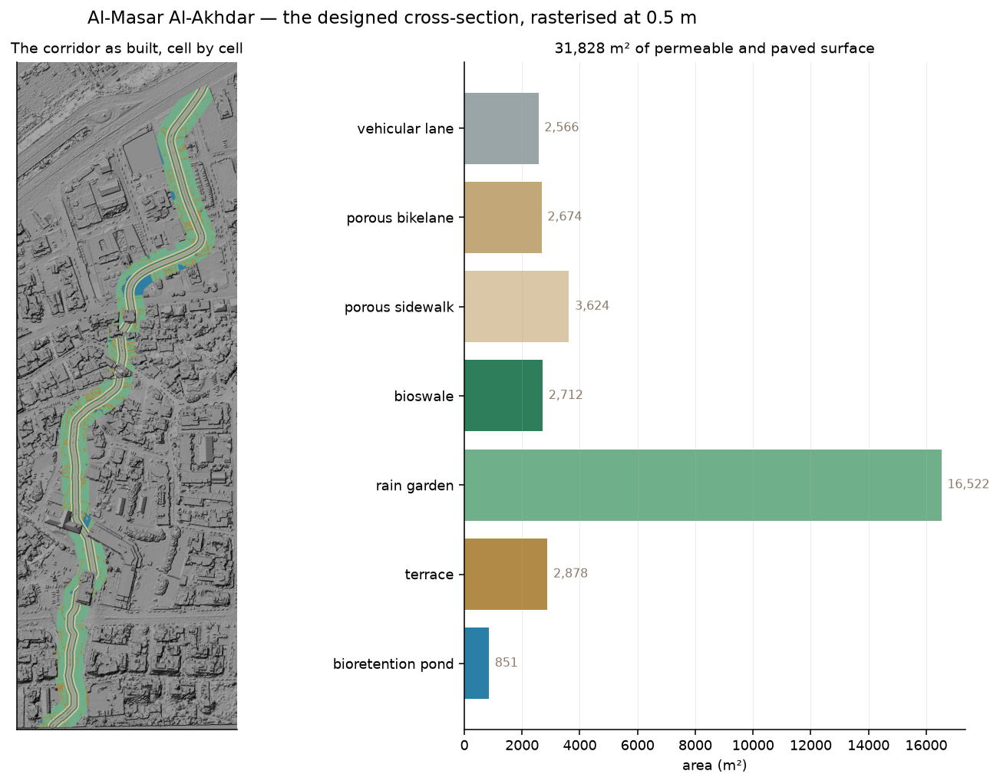 Al-Masar Al-Akhdar — the designed cross-section, rasterised at 0.5 m
The corridor as built, cell by cell
31,828 m² of permeable and paved surface
vehicular lane
2,566
porous bikelane
2,674
porous sidewalk
3,624
bioswale
2,712
rain garden
16,522
terrace
2,878
bioretention pond
851
0 2000 4000 6000 8000 10000 12000 14000 16000
area (m²)